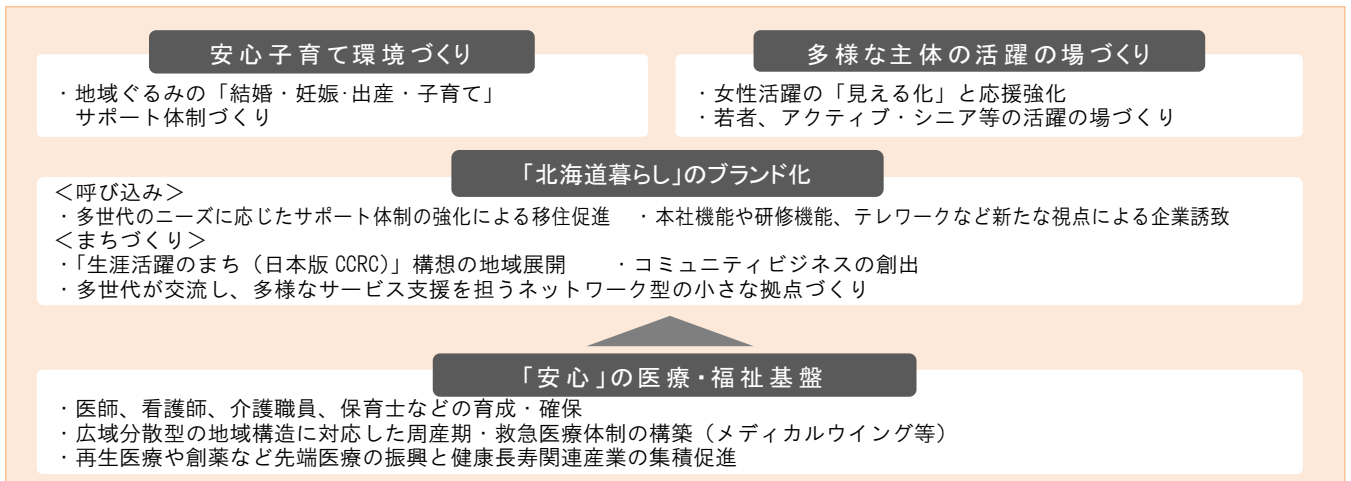 安心子育て環境づくり
・地域ぐるみの「結婚・妊娠･出産・子育て」
サポート体制づくり
多様な主体の活躍の場づくり
・女性活躍の「見える化」と応援強化
・若者、アクティブ・シニア等の活躍の場づくり
「北海道暮らし」のブランド化
＜呼び込み＞
・多世代のニーズに応じたサポート体制の強化による移住促進　・本社機能や研修機能、テレワークなど新たな視点による企業誘致
＜まちづくり＞
・「生涯活躍のまち（日本版 CCRC）」構想の地域展開　　・コミュニティビジネスの創出
・多世代が交流し、多様なサービス支援を担うネットワーク型の小さな拠点づくり
「安心」の医療・福祉基盤
・医師、看護師、介護職員、保育士などの育成・確保
・広域分散型の地域構造に対応した周産期・救急医療体制の構築（メディカルウイング等）
・再生医療や創薬など先端医療の振興と健康長寿関連産業の集積促進